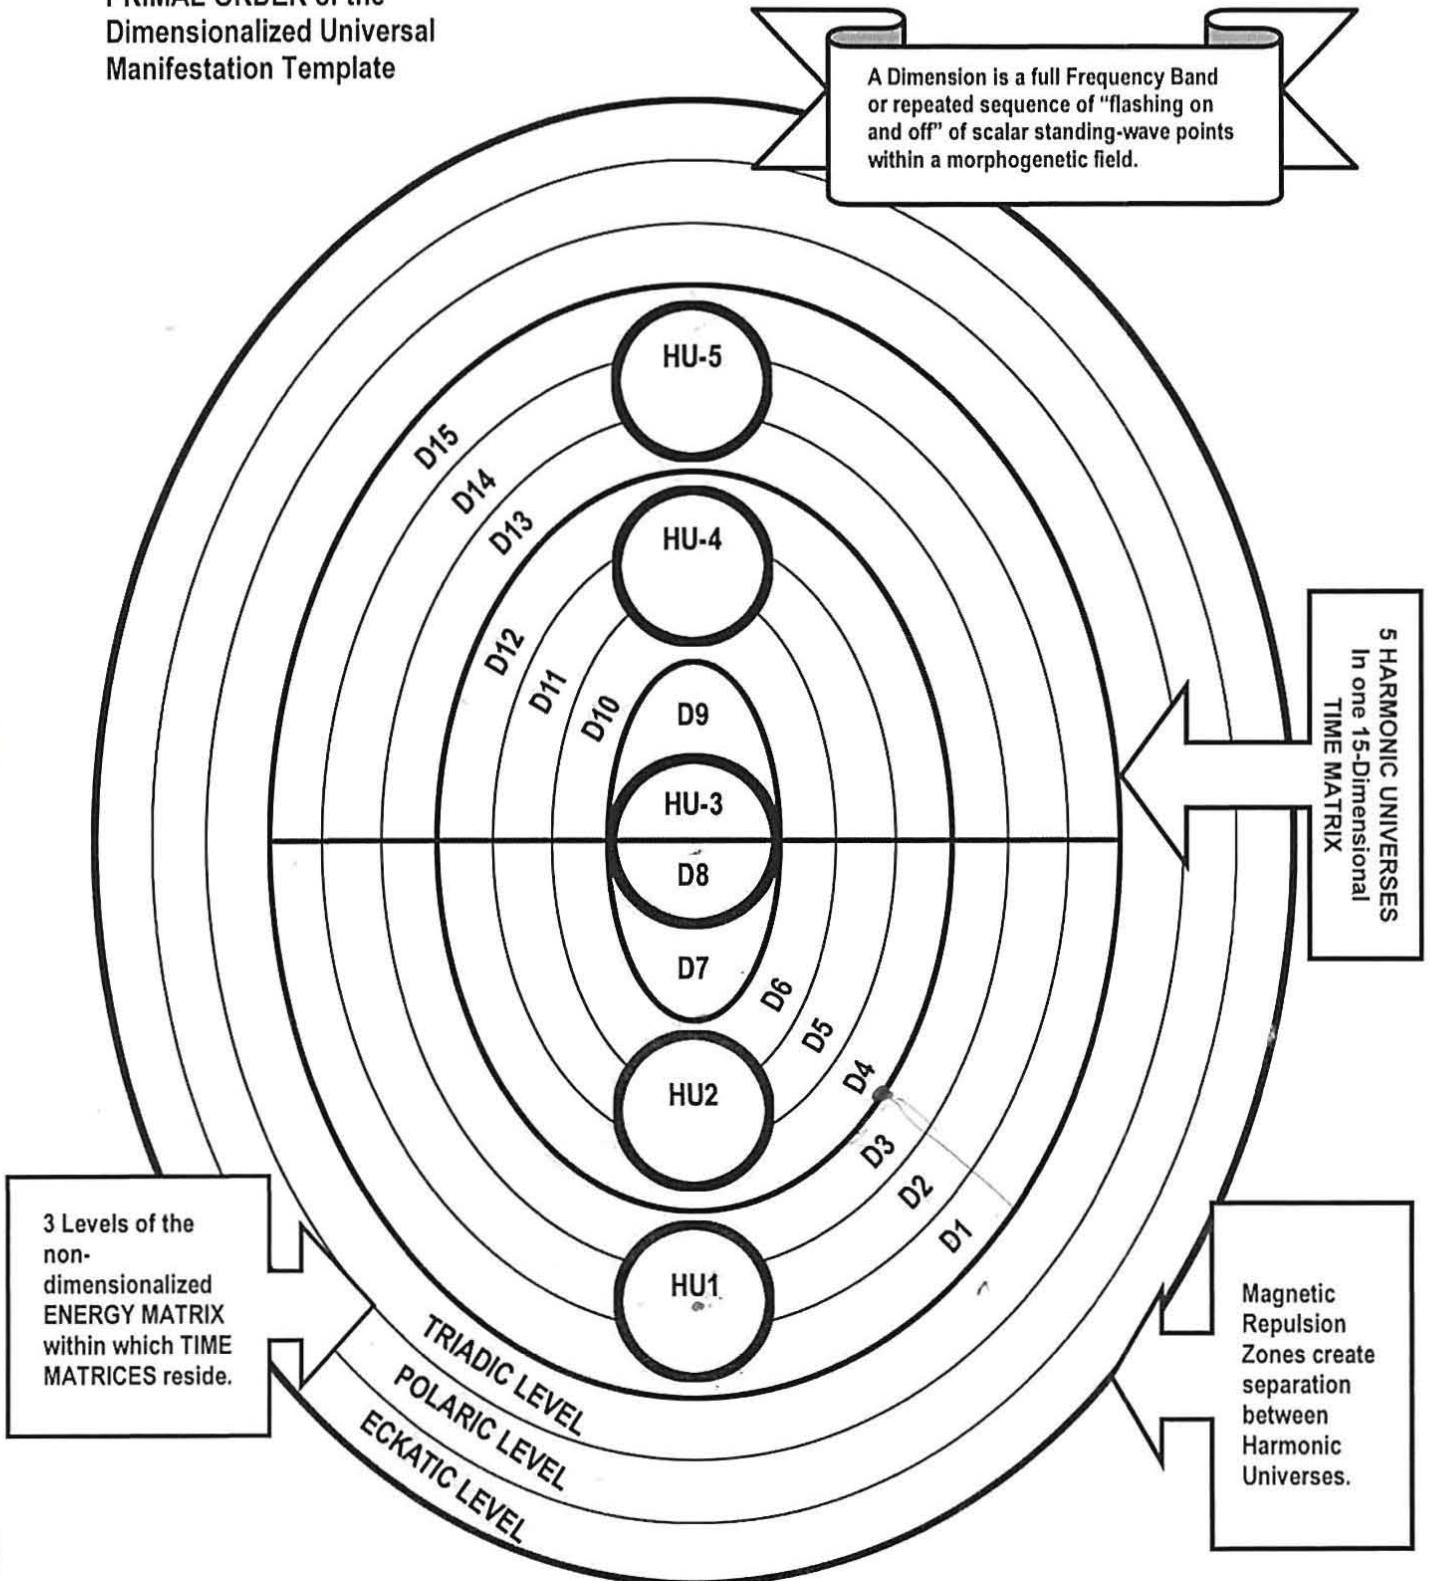 PRIMAL ORDER of the
Dimensionalized Universal
Manifestation Template
A Dimension is a full Frequency Band
or repeated sequence of “flashing on
and off” of scalar standing-wave points
within a morphogenetic field.
HU-5
D15
D14
D13
HU-4
D12
D11
D10
D9
HU-3
D8
D7
D6
D5
D4
HU2
D3
D2
D1
HU1
5 HARMONIC UNIVERSES
In one 15-Dimensional
TIME MATRIX
3 Levels of the
non-
dimensionalized
ENERGY MATRIX
within which TIME
MATRICES reside.
TRIADIC LEVEL
POLARIC LEVEL
ECKATIC LEVEL
Magnetic
Repulsion
Zones create
separation
between
Harmonic
Universes.